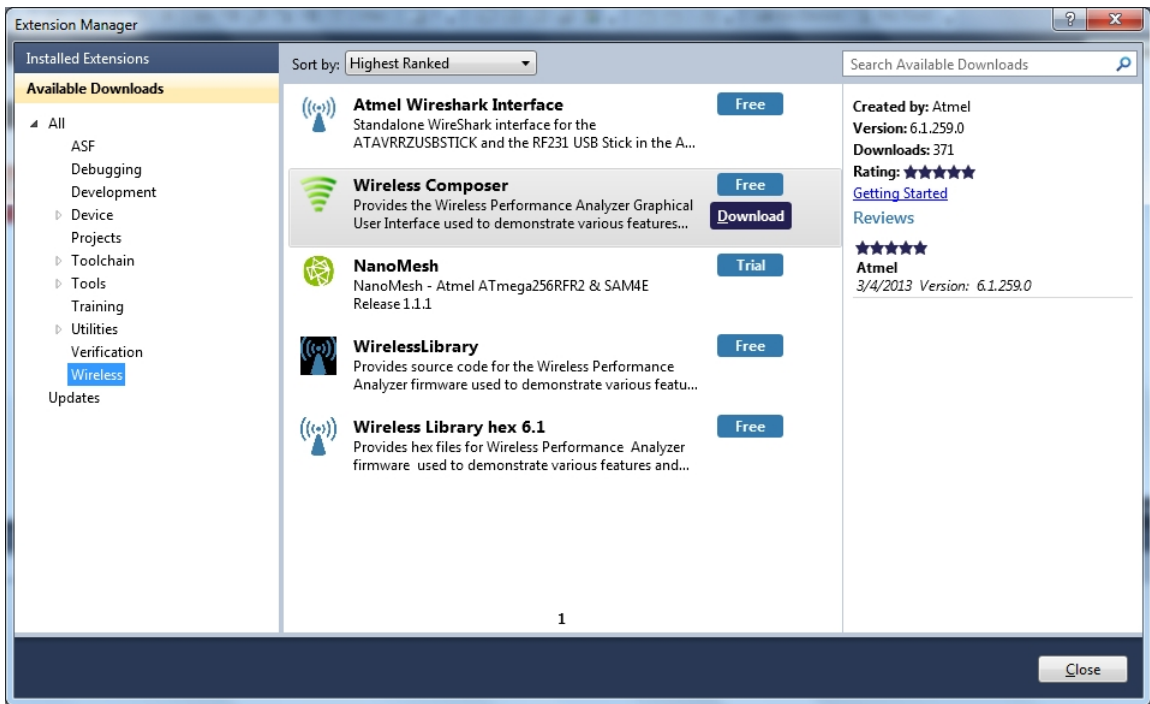 Extension Manager
Installed Extensions
Available Downloads
All
ASF
Debugging
Development
Device
Projects
Toolchain
Tools
Training
Utilities
Verification
Wireless
Updates
Sort by: Highest Ranked
Atmel Wireshark Interface
Free
Standalone WireShark interface for the
ATAVRRZUSBSTICK and the RF231 USB Stick in the A...
Wireless Composer
Free
Provides the Wireless Performance Analyzer Graphical
User Interface used to demonstrate various features...
Download
NanoMesh
Trial
NanoMesh - Atmel ATmega256RFR2 & SAM4E
Release 1.1.1
WirelessLibrary
Free
Provides source code for the Wireless Performance
Analyzer firmware used to demonstrate various featu...
Wireless Library hex 6.1
Free
Provides hex files for Wireless Performance Analyzer
firmware used to demonstrate various features and...
1
Search Available Downloads
Created by: Atmel
Version: 6.1.259.0
Downloads: 371
Rating: ★★★★★
Getting Started
Reviews
★★★★★
Atmel
3/4/2013 Version: 6.1.259.0
Close